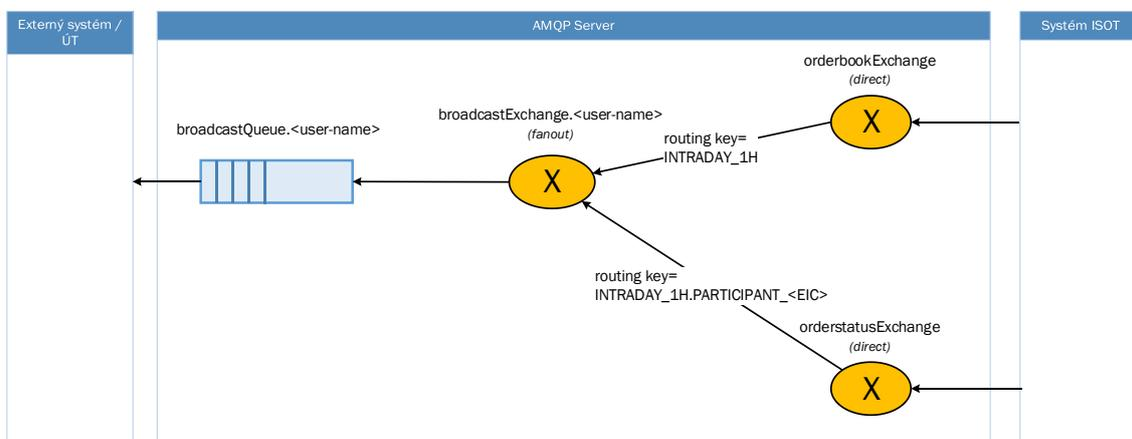 Externý systém /
ÚT
AMQP Server
Systém ISOT
orderbookExchange
(direct)
X
broadcastExchange.<user-name>
(fanout)
X
broadcastQueue.<user-name>
routing key=
INTRADAY_1H
routing key=
INTRADAY_1H.PARTICIPANT_<EIC>
orderstatusExchange
(direct)
X